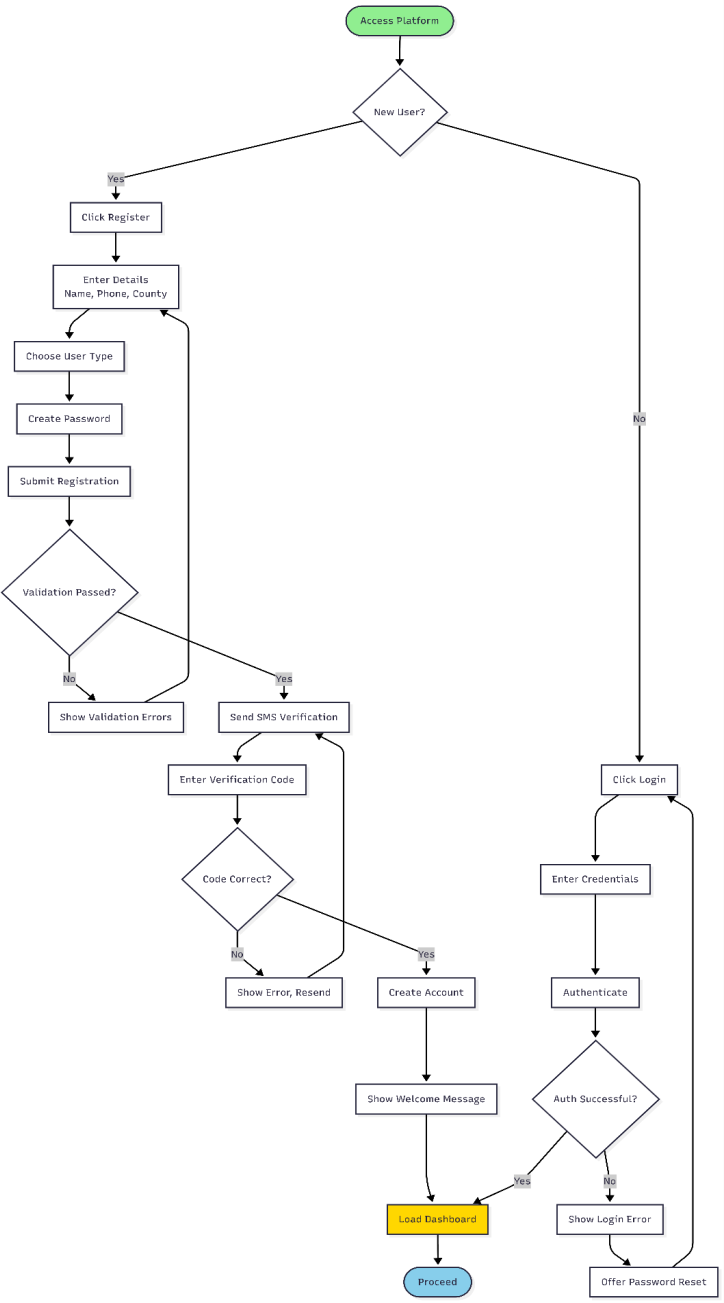 Access Platform
New User?
Yes
Click Register
Enter Details
Name, Phone, County
Choose User Type
Create Password
No
Submit Registration
Validation Passed?
No
Yes
Show Validation Errors
Send SMS Verification
Enter Verification Code
Click Login
Code Correct?
Enter Credentials
No
Yes
Show Error, Resend
Create Account
Authenticate
Show Welcome Message
Auth Successful?
Yes
No
Load Dashboard
Show Login Error
Proceed
Offer Password Reset